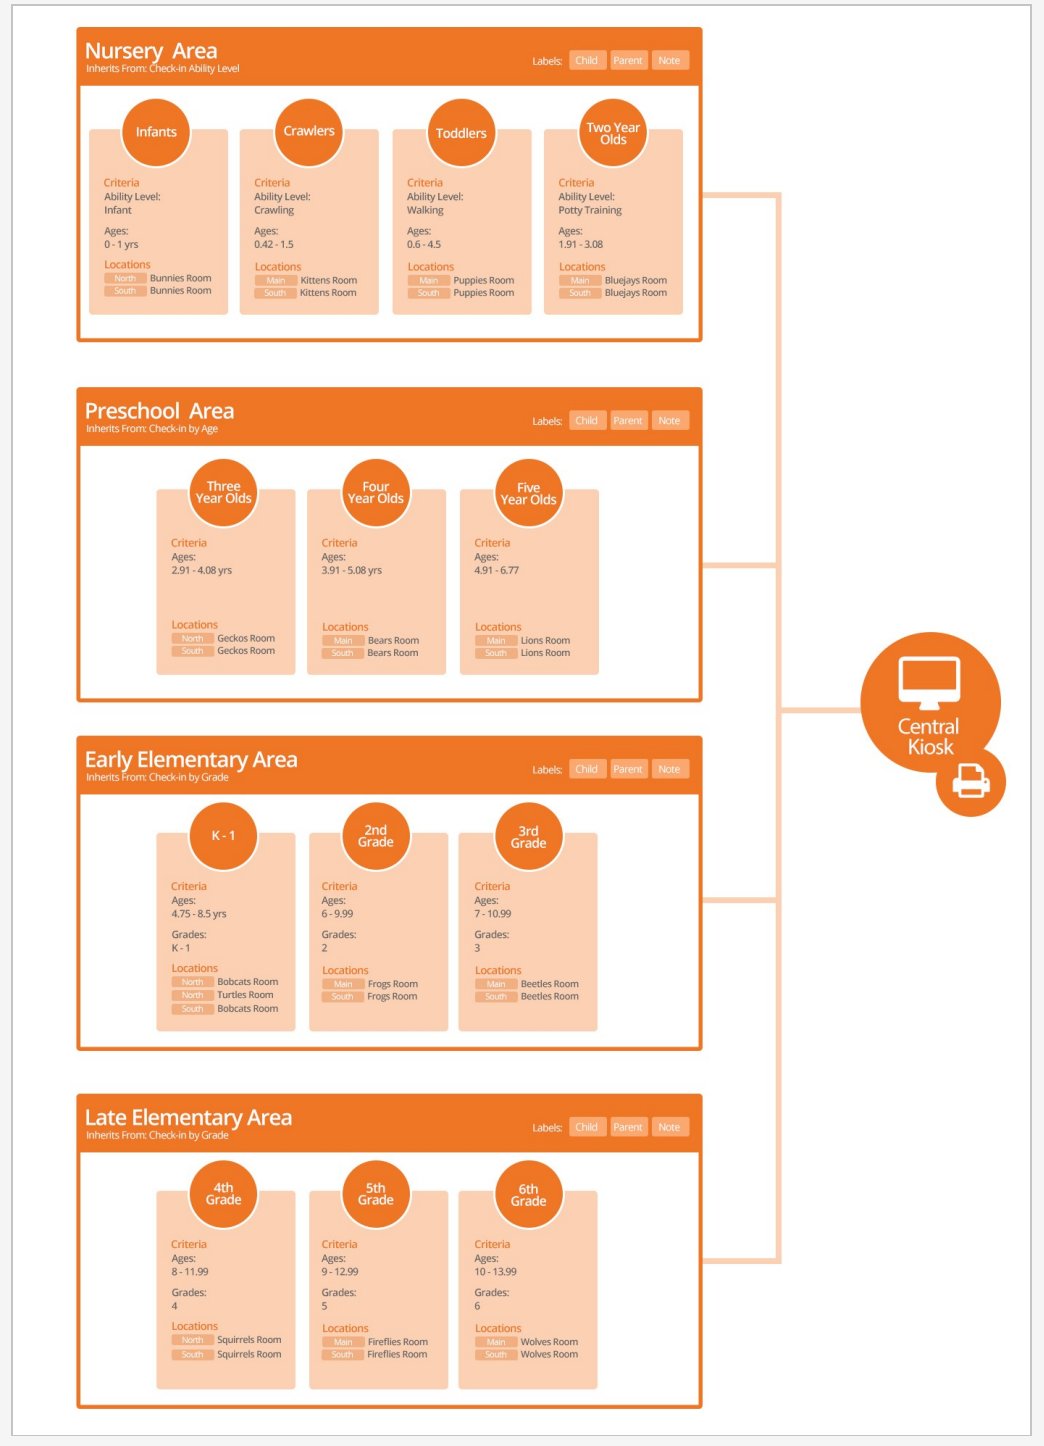 Nursery Area
Inherits From: Check-in Ability Level
Labels: Child Parent Note
Infants
Criteria
Ability Level:
Infant
Ages:
0 - 1 yrs
Locations
North Bunnies Room
South Bunnies Room
Crawlers
Criteria
Ability Level:
Crawling
Ages:
0.42 - 1.5
Locations
Main Kittens Room
South Kittens Room
Toddlers
Criteria
Ability Level:
Walking
Ages:
0.6 - 4.5
Locations
Main Puppies Room
South Puppies Room
Two Year
Olds
Criteria
Ability Level:
Potty Training
Ages:
1.91 - 3.08
Locations
Main Bluejays Room
South Bluejays Room
Preschool Area
Inherits From: Check-in by Age
Labels: Child Parent Note
Three
Year Olds
Criteria
Ages:
2.91 - 4.08 yrs
Locations
North Geckos Room
South Geckos Room
Four
Year Olds
Criteria
Ages:
3.91 - 5.08 yrs
Locations
Main Bears Room
South Bears Room
Five
Year Olds
Criteria
Ages:
4.91 - 6.77
Locations
Main Lions Room
South Lions Room
Central
Kiosk
Early Elementary Area
Inherits From: Check-in by Grade
Labels: Child Parent Note
K - 1
Criteria
Ages:
4.75 - 8.5 yrs
Grades:
K - 1
Locations
North Bobcats Room
North Turtles Room
South Bobcats Room
2nd
Grade
Criteria
Ages:
6 - 9.99
Grades:
2
Locations
Main Frogs Room
South Frogs Room
3rd
Grade
Criteria
Ages:
7 - 10.99
Grades:
3
Locations
Main Beetles Room
South Beetles Room
Late Elementary Area
Inherits From: Check-in by Grade
Labels: Child Parent Note
4th
Grade
Criteria
Ages:
8 - 11.99
Grades:
4
Locations
North Squirrels Room
South Squirrels Room
5th
Grade
Criteria
Ages:
9 - 12.99
Grades:
5
Locations
Main Fireflies Room
South Fireflies Room
6th
Grade
Criteria
Ages:
10 - 13.99
Grades:
6
Locations
Main Wolves Room
South Wolves Room